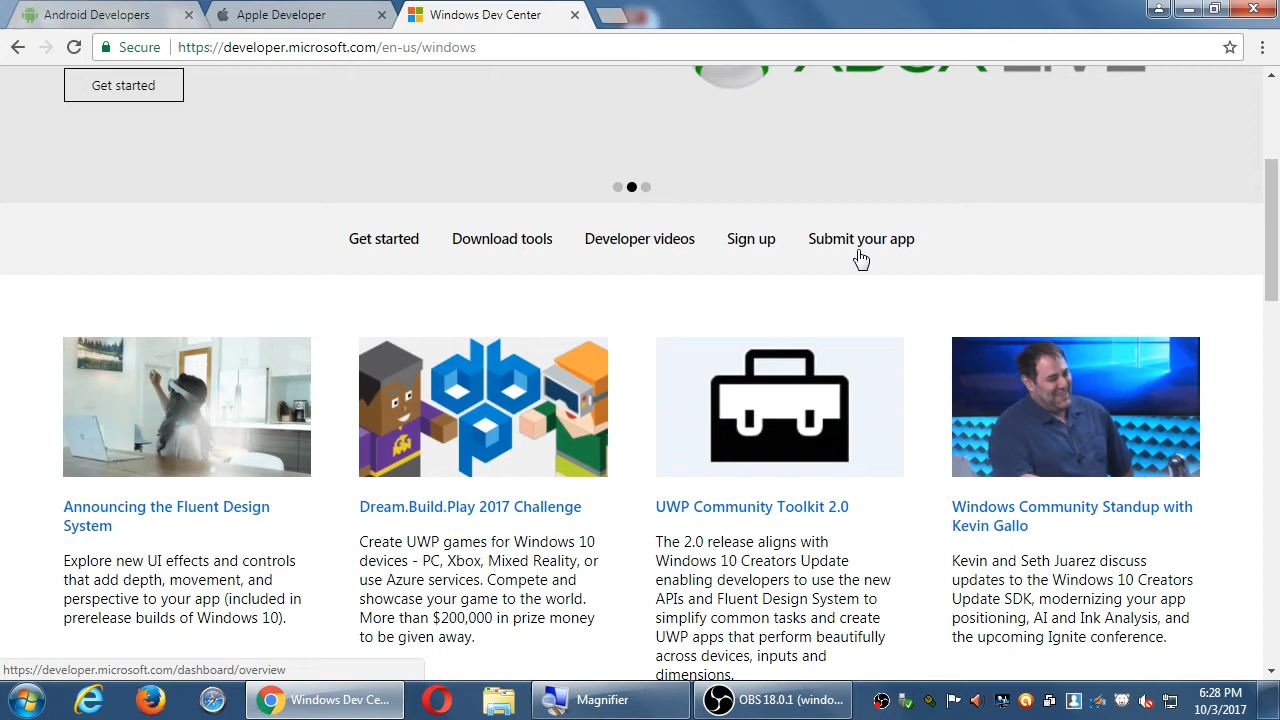 Android Developers
Apple Developer
Windows Dev Center
Secure
https://developer.microsoft.com/en-us/windows
XBOX LIVE
Get started
Get started
Download tools
Developer videos
Sign up
Submit your app
Announcing the Fluent Design
System
Explore new UI effects and controls
that add depth, movement, and
perspective to your app (included in
prerelease builds of Windows 10).
Dream.Build.Play 2017 Challenge
Create UWP games for Windows 10
devices - PC, Xbox, Mixed Reality, or
use Azure services. Compete and
showcase your game to the world.
More than $200,000 in prize money
to be given away.
UWP Community Toolkit 2.0
The 2.0 release aligns with
Windows 10 Creators Update
enabling developers to use the new
APIs and Fluent Design System to
simplify common tasks and create
UWP apps that perform beautifully
across devices, inputs and
dimensions.
Windows Community Standup with
Kevin Gallo
Kevin and Seth Juarez discuss
updates to the Windows 10 Creators
Update SDK, modernizing your app
positioning, AI and Ink Analysis, and
the upcoming Ignite conference.
https://developer.microsoft.com/dashboard/overview
Windows Dev Ce...
Magnifier
OBS 18.0.1 (windo...
6:28 PM
10/3/2017